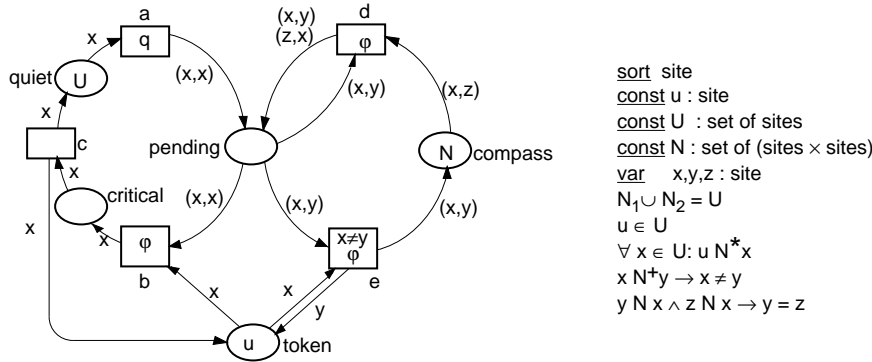 a
q
x
(x,x)
quiet
U
x
c
x
critical
x
x
φ
b
(x,x)
pending
(x,y)
(z,x)
d
φ
(x,y)
(x,z)
N
compass
(x,y)
(x,y)
x≠y
φ
e
x
x
y
u
token
sort site
const u : site
const U : set of sites
const N : set of (sites × sites)
var x,y,z : site
N₁∪ N₂ = U
u ∈ U
∀ x ∈ U: u N*x
x N⁺y → x ≠ y
y N x ∧ z N x → y = z